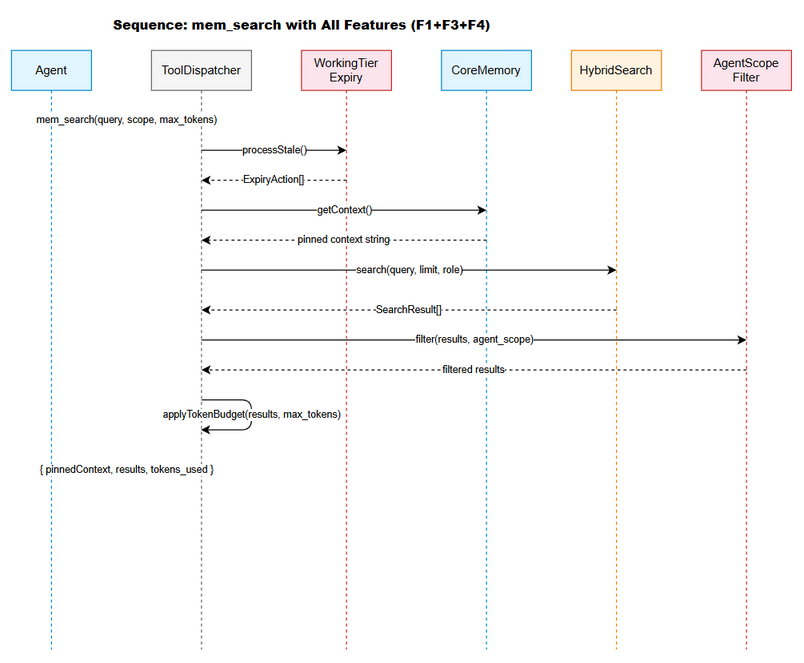 Sequence: mem_search with All Features (F1+F3+F4)
Agent
ToolDispatcher
WorkingTier
Expiry
CoreMemory
HybridSearch
AgentScope
Filter
mem_search(query, scope, max_tokens)
processStale()
ExpiryAction[]
getContext()
pinned context string
search(query, limit, role)
SearchResult[]
filter(results, agent_scope)
filtered results
applyTokenBudget(results, max_tokens)
{ pinnedContext, results, tokens_used }